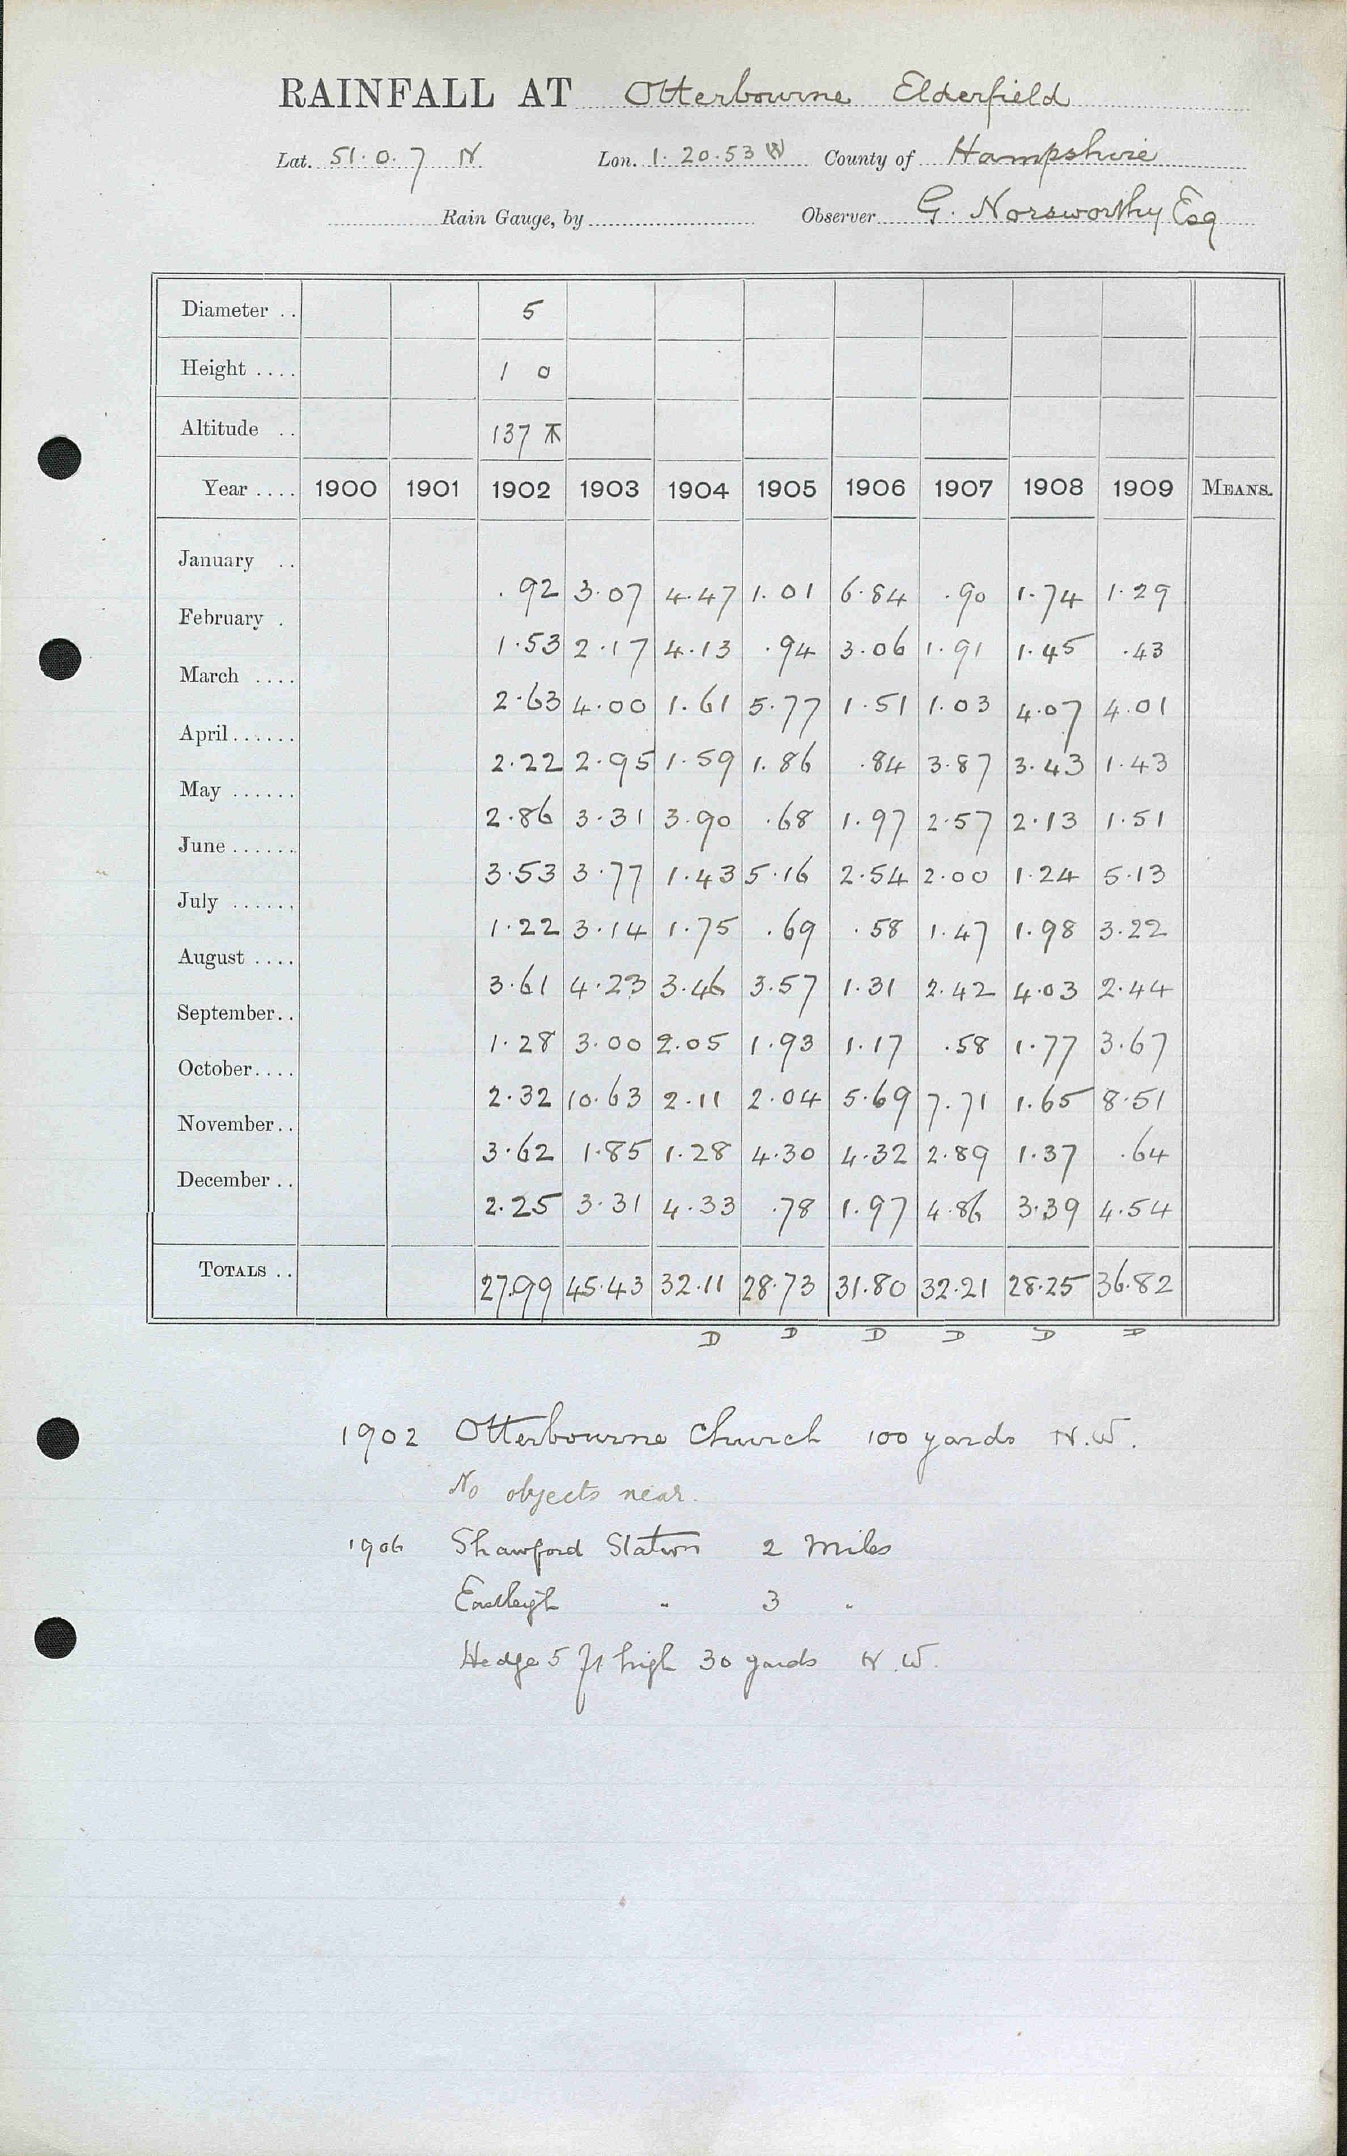 RAINFALL AT Otterbourne Elderfield
Lat. 51.0.7 N Lon. 1.20.53 W County of Hampshire
Rain Gauge, by Observer G. Norsworthy Esq
Diameter .. 5
Height .... 1 0
Altitude .. 137
Year .... 1900 1901 1902 1903 1904 1905 1906 1907 1908 1909 MEANS.
January .. .92 3.07 4.47 1.01 6.84 .90 1.74 1.29
February . 1.53 2.17 4.13 .94 3.06 1.91 1.45 .43
March .... 2.63 4.00 1.61 5.77 1.51 1.03 4.07 4.01
April ...... 2.22 2.95 1.59 1.86 .84 3.87 3.43 1.43
May ...... 2.86 3.31 3.90 .68 1.97 2.57 2.13 1.51
June ...... 3.53 3.77 1.43 5.16 2.54 2.00 1.24 5.13
July ...... 1.22 3.14 1.75 .69 .58 1.47 1.98 3.22
August .... 3.61 4.23 3.46 3.57 1.31 2.42 4.03 2.44
September.. 1.28 3.00 2.05 1.93 1.17 .58 1.77 3.67
October.... 2.32 10.63 2.11 2.04 5.69 7.71 1.65 8.51
November.. 3.62 1.85 1.28 4.30 4.32 2.89 1.37 .64
December .. 2.25 3.31 4.33 .78 1.97 4.86 3.39 4.54
TOTALS .. 27.99 45.43 32.11 28.73 31.80 32.21 28.25 36.82
D D D D D D
1902 Otterbourne Church 100 yards N.W.
No objects near.
1906 Shawford Station 2 Miles
Eastleigh " 3 "
Hedge 5 ft high 30 yards N.W.